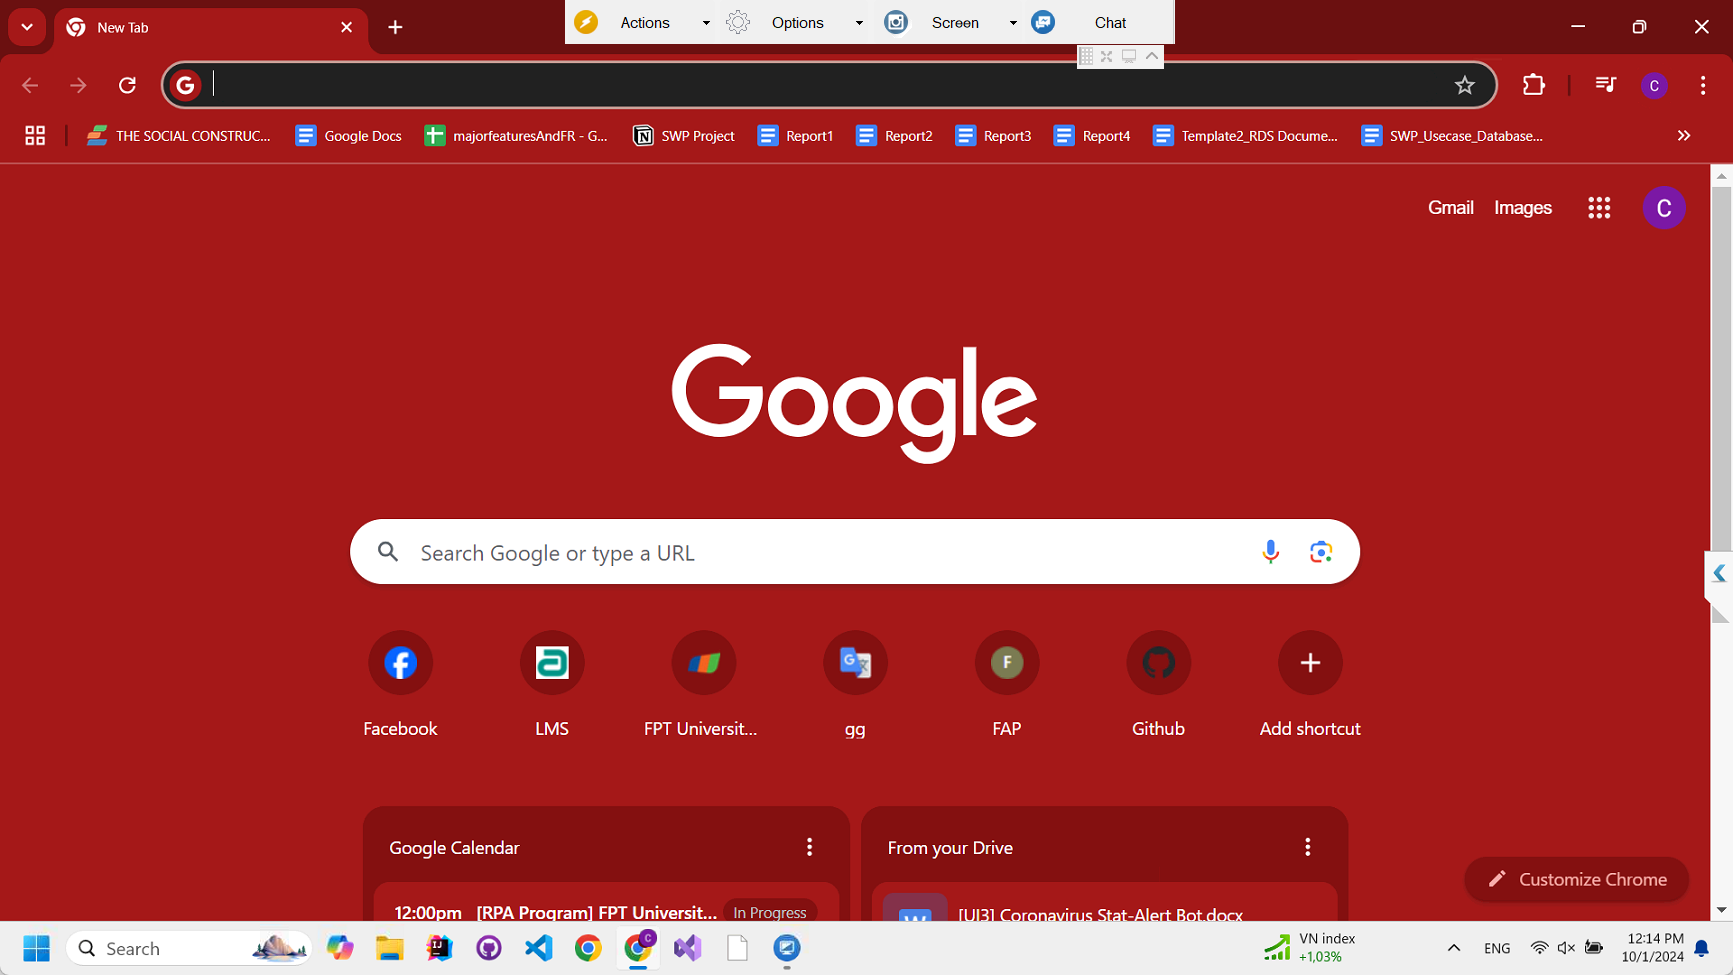 New Tab
Actions
Options
Screen
Chat
THE SOCIAL CONSTRUC...
Google Docs
majorfeaturesAndFR - G...
SWP Project
Report1
Report2
Report3
Report4
Template2_RDS Docume...
SWP_Usecase_Database...
Gmail
Images
C
Google
Search Google or type a URL
Facebook
LMS
FPT Universit...
gg
FAP
Github
Add shortcut
Google Calendar
From your Drive
12:00pm [RPA Program] FPT Universit... In Progress
[UI3] Coronavirus Stat-Alert Bot.docx
Customize Chrome
Search
VN index
+1,03%
ENG
12:14 PM
10/1/2024